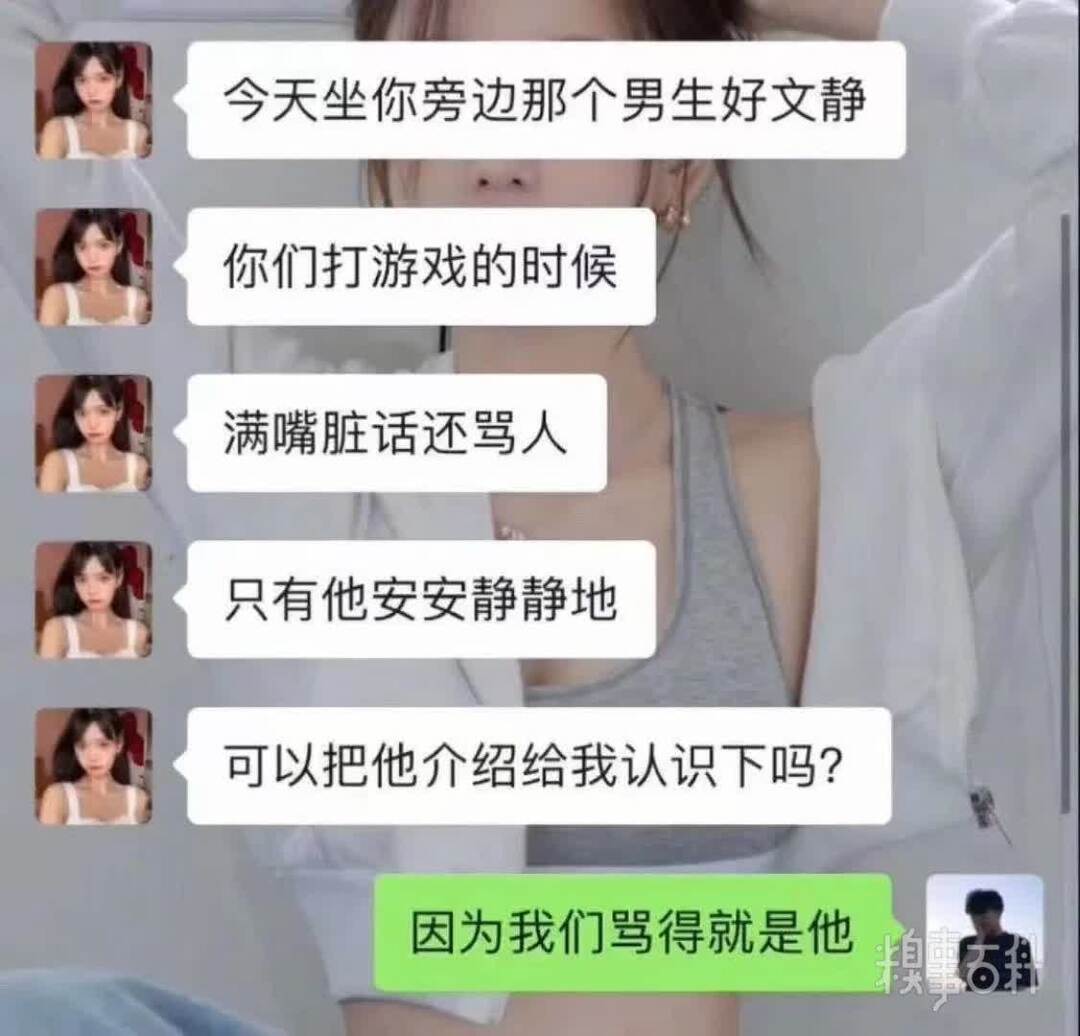 今天坐你旁边那个男生好文静
你们打游戏的时候
满嘴脏话还骂人
只有他安安静静地
可以把他介绍给我认识下吗?
因为我们骂得就是他
糗事百科